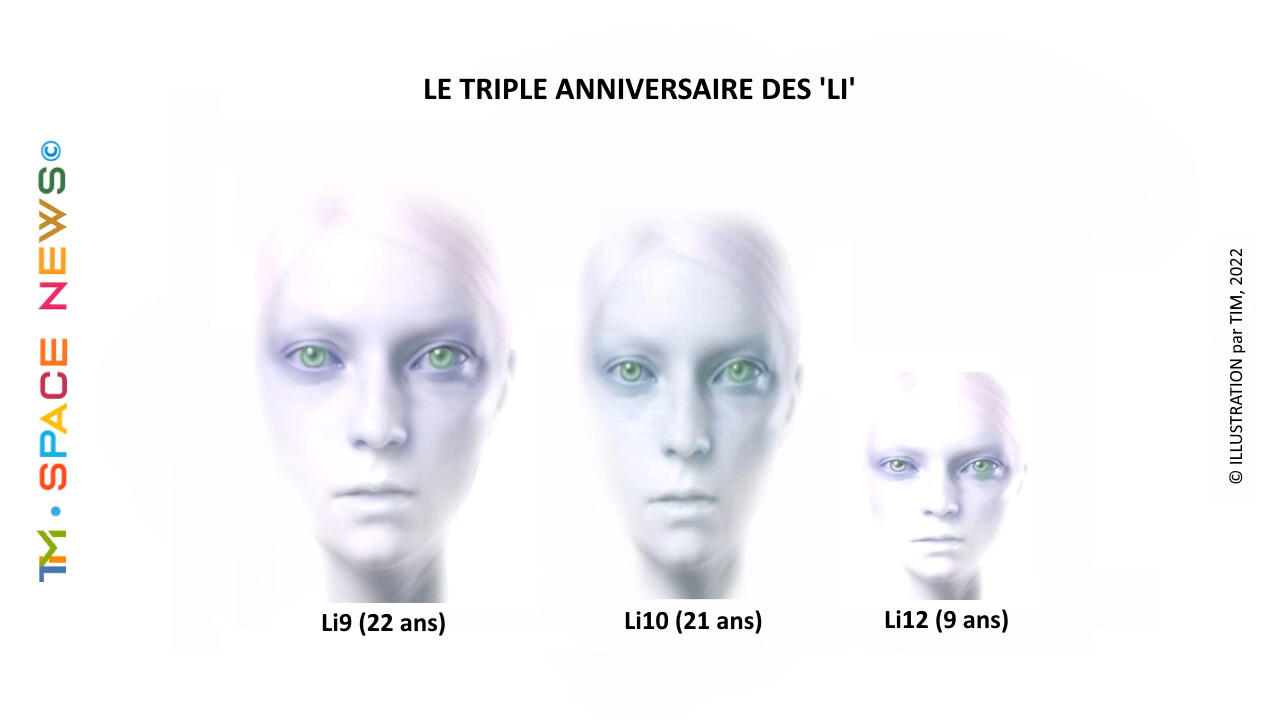 LE TRIPLE ANNIVERSAIRE DES 'LI'
TM • SPACE NEWS©
© ILLUSTRATION par TIM, 2022
Li9 (22 ans)
Li10 (21 ans)
Li12 (9 ans)